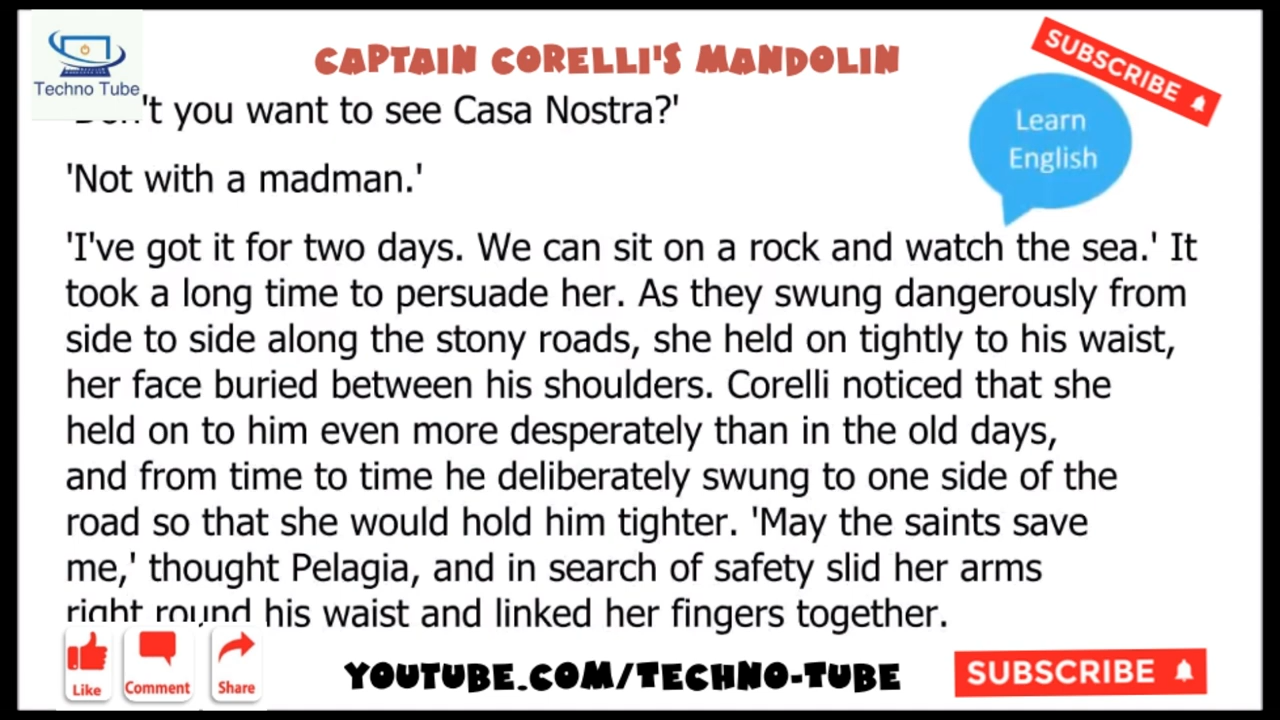 Techno Tube
CAPTAIN CORELLI'S MANDOLIN
SUBSCRIBE
Learn
English
'Don't you want to see Casa Nostra?'
'Not with a madman.'
'I've got it for two days. We can sit on a rock and watch the sea.' It
took a long time to persuade her. As they swung dangerously from
side to side along the stony roads, she held on tightly to his waist,
her face buried between his shoulders. Corelli noticed that she
held on to him even more desperately than in the old days,
and from time to time he deliberately swung to one side of the
road so that she would hold him tighter. 'May the saints save
me,' thought Pelagia, and in search of safety slid her arms
right round his waist and linked her fingers together.
Like
Comment
Share
YOUTUBE.COM/TECHNO-TUBE
SUBSCRIBE